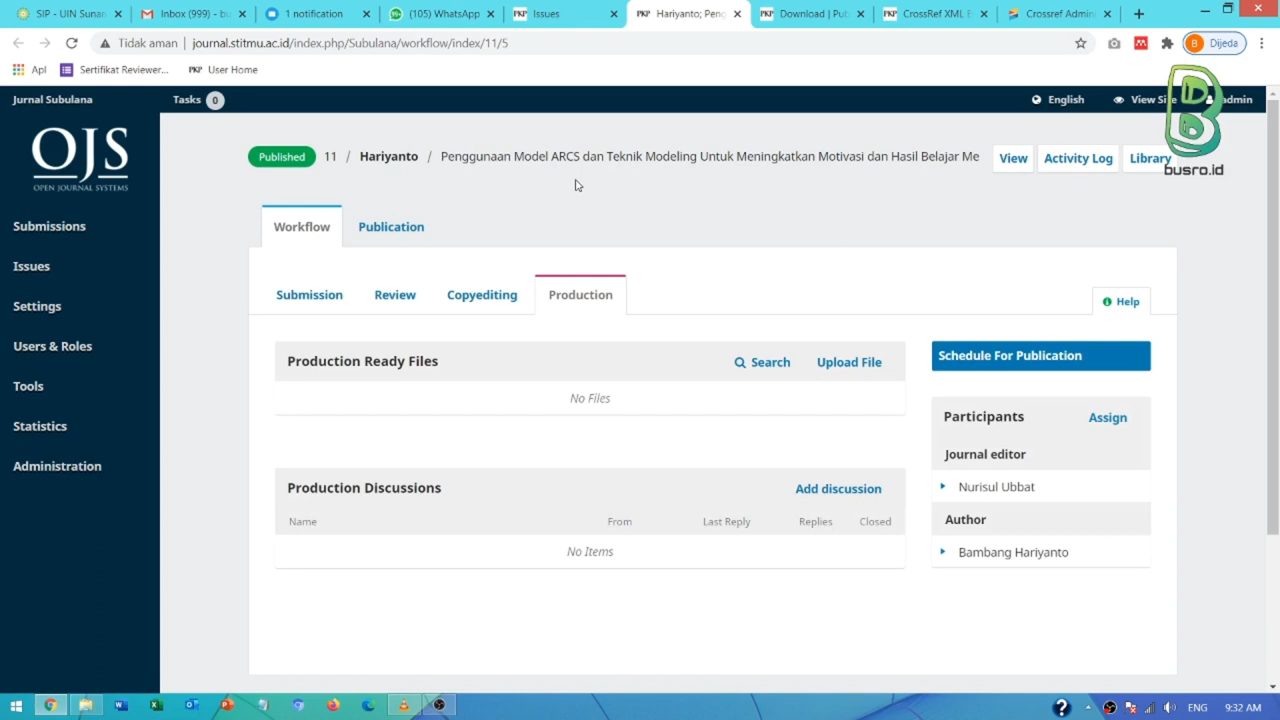 SIP - UIN Sunan
Inbox (999) - bu
1 notification
(105) WhatsApp
PKP Issues
PKP Hariyanto; Peng
PKP Download | Pub
PKP CrossRef XML E
Crossref Admin
Tidak aman | journal.stitmu.ac.id/index.php/Subulana/workflow/index/11/5
B Dijeda
Apl
Sertifikat Reviewer...
PKP User Home
Jurnal Subulana
Tasks 0
English
View Site
admin
busro.id
OJS
OPEN JOURNAL SYSTEMS
Submissions
Issues
Settings
Users & Roles
Tools
Statistics
Administration
Published 11 / Hariyanto / Penggunaan Model ARCS dan Teknik Modeling Untuk Meningkatkan Motivasi dan Hasil Belajar Me
View
Activity Log
Library
Workflow
Publication
Submission
Review
Copyediting
Production
Help
Production Ready Files
Search
Upload File
No Files
Production Discussions
Add discussion
Name
From
Last Reply
Replies
Closed
No Items
Schedule For Publication
Participants
Assign
Journal editor
Nurisul Ubbat
Author
Bambang Hariyanto
ENG
9:32 AM